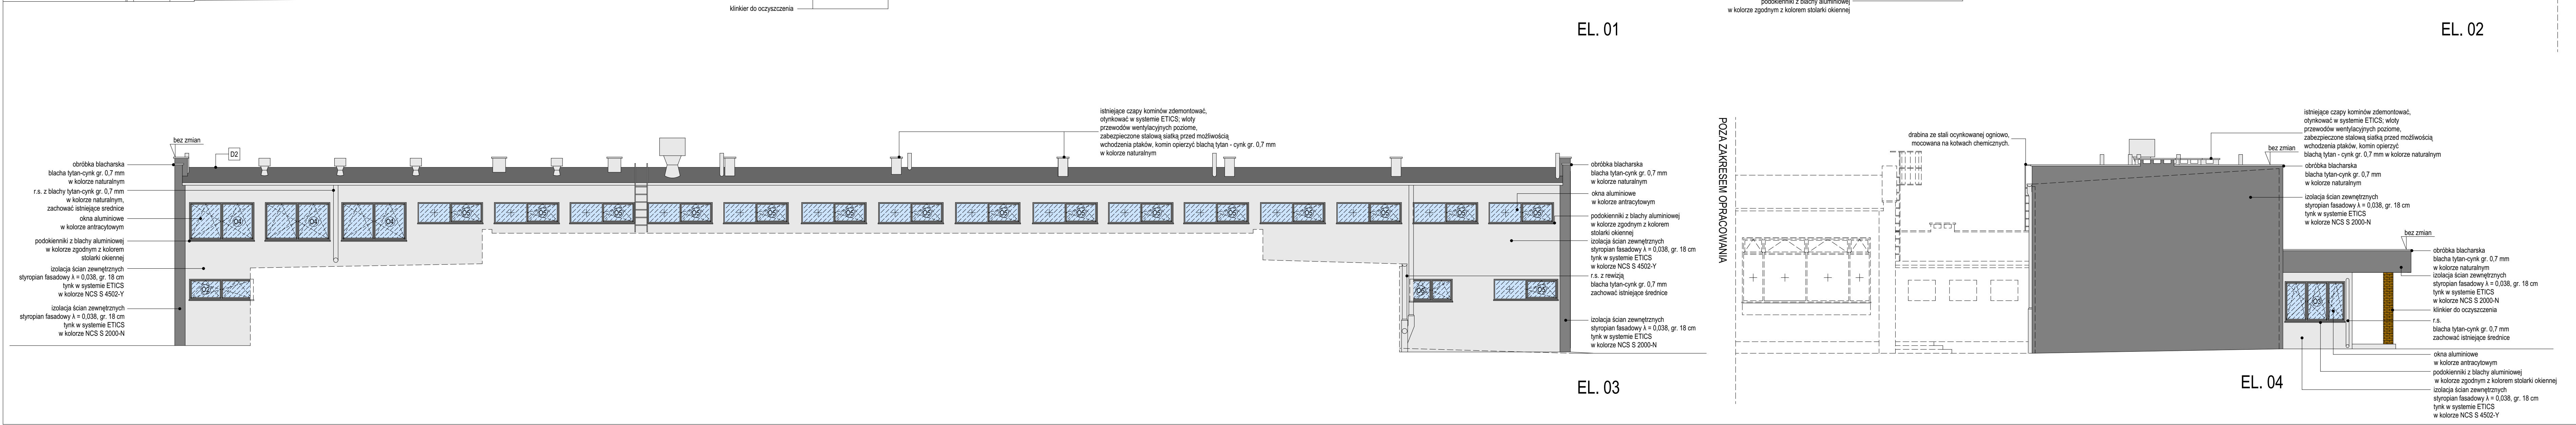 klinkier do oczyszczenia
EL. 01
podokienniki z blachy aluminiowej
w kolorze zgodnym z kolorem stolarki okiennej
EL. 02
bez zmian
D2
obróbka blacharska
blacha tytan-cynk gr. 0,7 mm
w kolorze naturalnym
r.s. z blachy tytan-cynk gr. 0,7 mm
w kolorze naturalnym,
zachować istniejące średnice
okna aluminiowe
w kolorze antracytowym
podokienniki z blachy aluminiowej
w kolorze zgodnym z kolorem
stolarki okiennej
izolacja ścian zewnętrznych
styropian fasadowy λ = 0,038, gr. 18 cm
tynk w systemie ETICS
w kolorze NCS S 4502-Y
izolacja ścian zewnętrznych
styropian fasadowy λ = 0,038, gr. 18 cm
tynk w systemie ETICS
w kolorze NCS S 2000-N
O4 O4 O4
istniejące czapy kominów zdemontować,
otynkować w systemie ETICS; wloty
przewodów wentylacyjnych poziome,
zabezpieczone stalową siatką przed możliwością
wchodzenia ptaków, komin opierzyć blachą tytan - cynk gr. 0,7 mm
w kolorze naturalnym
obróbka blacharska
blacha tytan-cynk gr. 0,7 mm
w kolorze naturalnym
okna aluminiowe
w kolorze antracytowym
podokienniki z blachy aluminiowej
w kolorze zgodnym z kolorem
stolarki okiennej
izolacja ścian zewnętrznych
styropian fasadowy λ = 0,038, gr. 18 cm
tynk w systemie ETICS
w kolorze NCS S 4502-Y
r.s. z rewizją
blacha tytan-cynk gr. 0,7 mm
zachować istniejące średnice
izolacja ścian zewnętrznych
styropian fasadowy λ = 0,038, gr. 18 cm
tynk w systemie ETICS
w kolorze NCS S 2000-N
EL. 03
POZA ZAKRESEM OPRACOWANIA
drabina ze stali ocynkowanej ogniowo,
mocowana na kotwach chemicznych.
istniejące czapy kominów zdemontować,
otynkować w systemie ETICS; wloty
przewodów wentylacyjnych poziome,
zabezpieczone stalową siatką przed możliwością
wchodzenia ptaków, komin opierzyć
blachą tytan - cynk gr. 0,7 mm w kolorze naturalnym
bez zmian
obróbka blacharska
blacha tytan-cynk gr. 0,7 mm
w kolorze naturalnym
izolacja ścian zewnętrznych
styropian fasadowy λ = 0,038, gr. 18 cm
tynk w systemie ETICS
w kolorze NCS S 2000-N
bez zmian
obróbka blacharska
blacha tytan-cynk gr. 0,7 mm
w kolorze naturalnym
izolacja ścian zewnętrznych
styropian fasadowy λ = 0,038, gr. 18 cm
tynk w systemie ETICS
w kolorze NCS S 2000-N
klinkier do oczyszczenia
r.s.
blacha tytan-cynk gr. 0,7 mm
zachować istniejące średnice
okna aluminiowe
w kolorze antracytowym
podokienniki z blachy aluminiowej
w kolorze zgodnym z kolorem stolarki okiennej
izolacja ścian zewnętrznych
styropian fasadowy λ = 0,038, gr. 18 cm
tynk w systemie ETICS
w kolorze NCS S 4502-Y
EL. 04